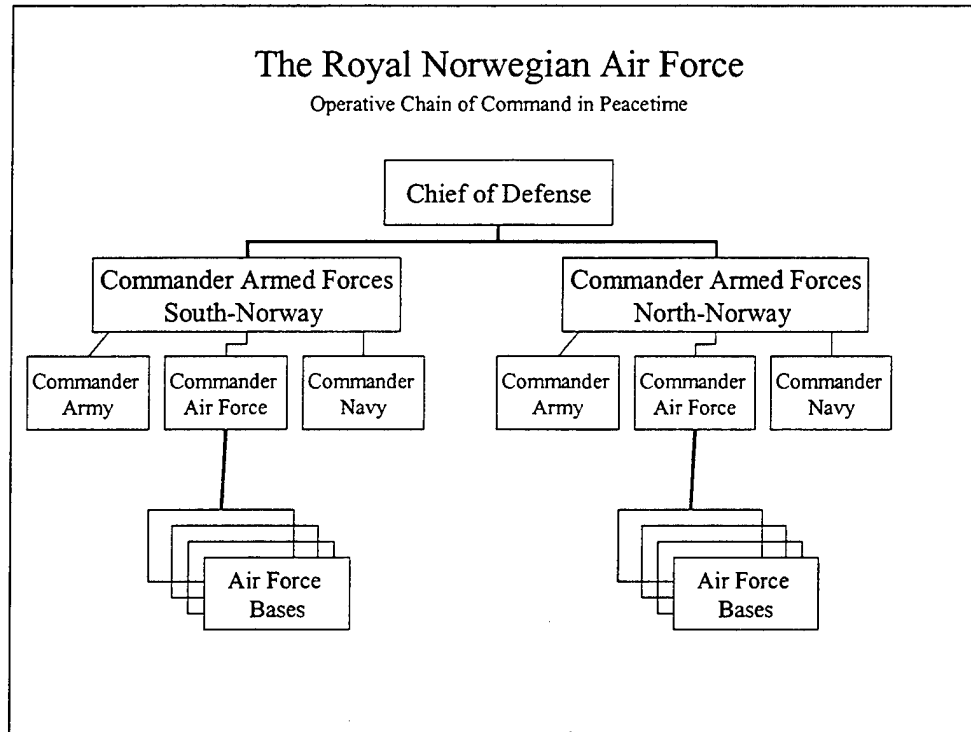 The Royal Norwegian Air Force
Operative Chain of Command in Peacetime
Chief of Defense
Commander Armed Forces
South-Norway
Commander Armed Forces
North-Norway
Commander
Army
Commander
Air Force
Commander
Navy
Commander
Army
Commander
Air Force
Commander
Navy
Air Force
Bases
Air Force
Bases